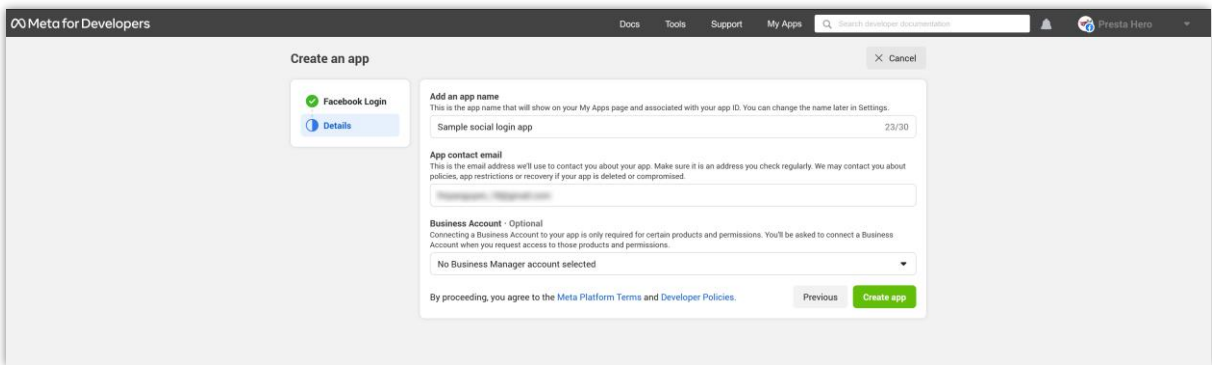 Meta for Developers
Docs Tools Support My Apps Search developer documentation Presta Hero
Create an app
Cancel
Facebook Login
Details
Add an app name
This is the app name that will show on your My Apps page and associated with your app ID. You can change the name later in Settings.
Sample social login app 23/30
App contact email
This is the email address we'll use to contact you about your app. Make sure it is an address you check regularly. We may contact you about
policies, app restrictions or recovery if your app is deleted or compromised.
Business Account · Optional
Connecting a Business Account to your app is only required for certain products and permissions. You'll be asked to connect a Business
Account when you request access to those products and permissions.
No Business Manager account selected
By proceeding, you agree to the Meta Platform Terms and Developer Policies.
Previous Create app